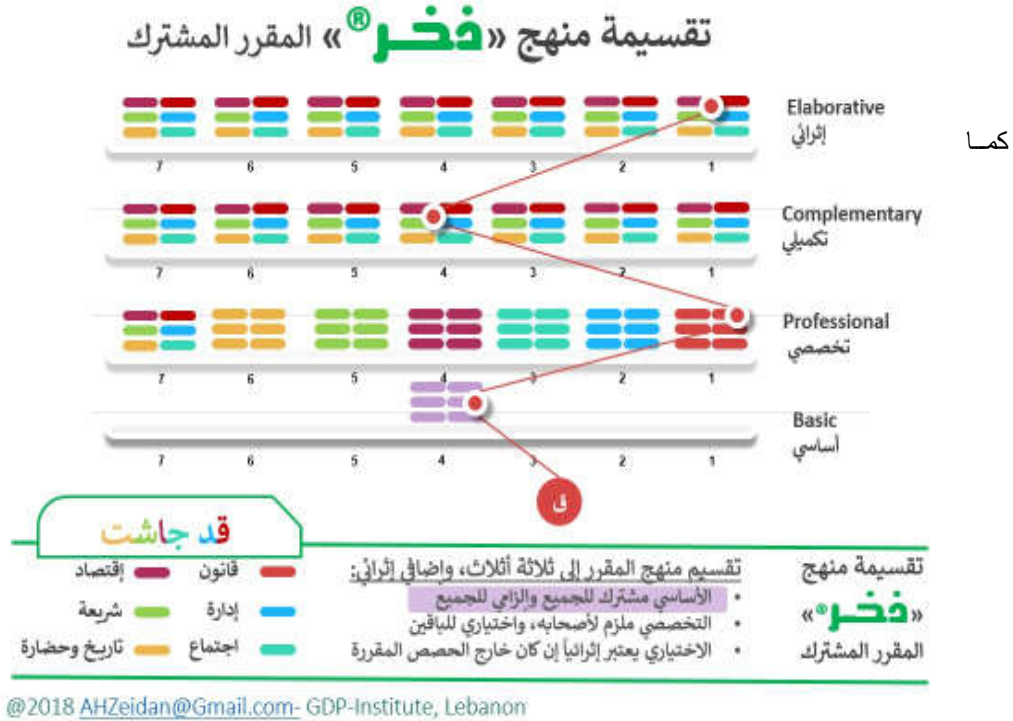 تقسيمة منهج «فخر®» المقرر المشترك
كمــا
Elaborative
إثرائي
7 6 5 4 3 2 1
Complementary
تكميلي
7 6 5 4 3 2 1
Professional
تخصصي
7 6 5 4 3 2 1
Basic
أساسي
7 6 5 4 3 2 1
ق
قد جاشت
قانون
إقتصاد
إدارة
شريعة
اجتماع
تاريخ وحضارة
تقسيم منهج المقرر إلى ثلاثة أثلاث، وإضافي إثرائي:
• الأساسي مشترك للجميع وإلزامي للجميع
• التخصصي ملزم لأصحابه، واختياري للباقين
• الاختياري يعتبر إثرائياً إن كان خارج الحصص المقررة
تقسيمة منهج
«فخر®»
المقرر المشترك
@2018 AHZeidan@Gmail.com- GDP-Institute, Lebanon